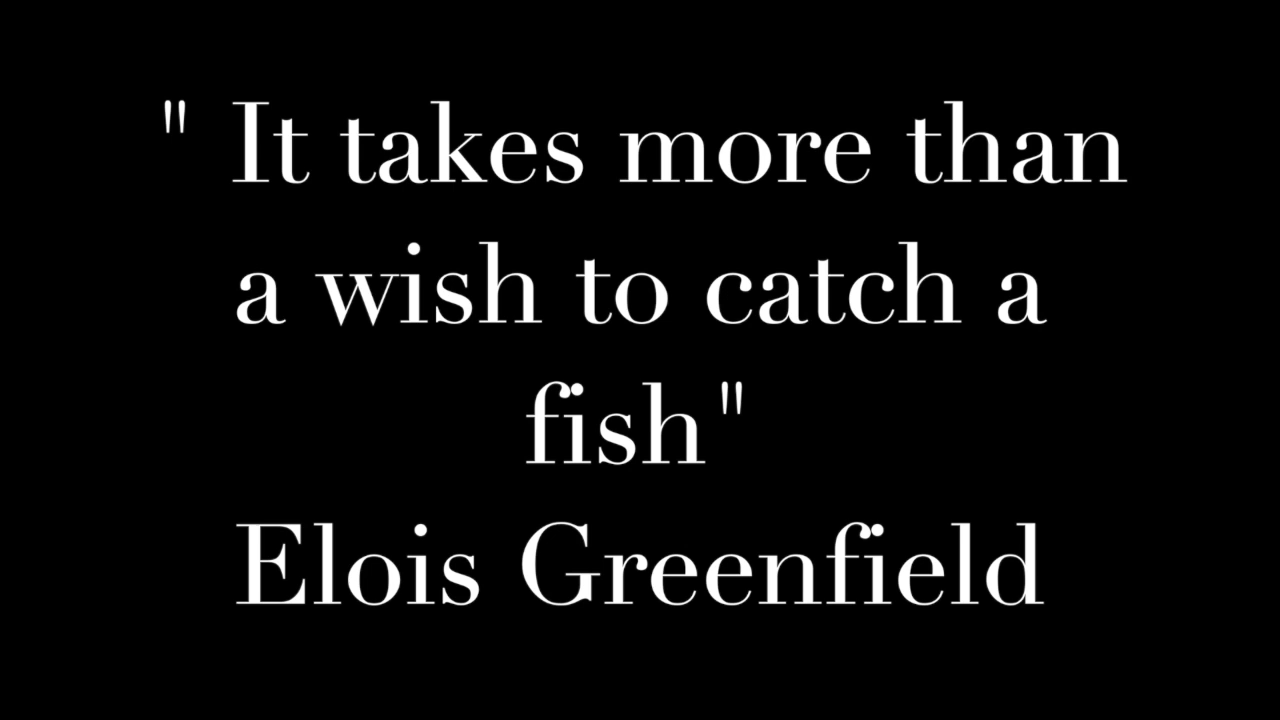 " It takes more than
a wish to catch a
fish"
Elois Greenfield